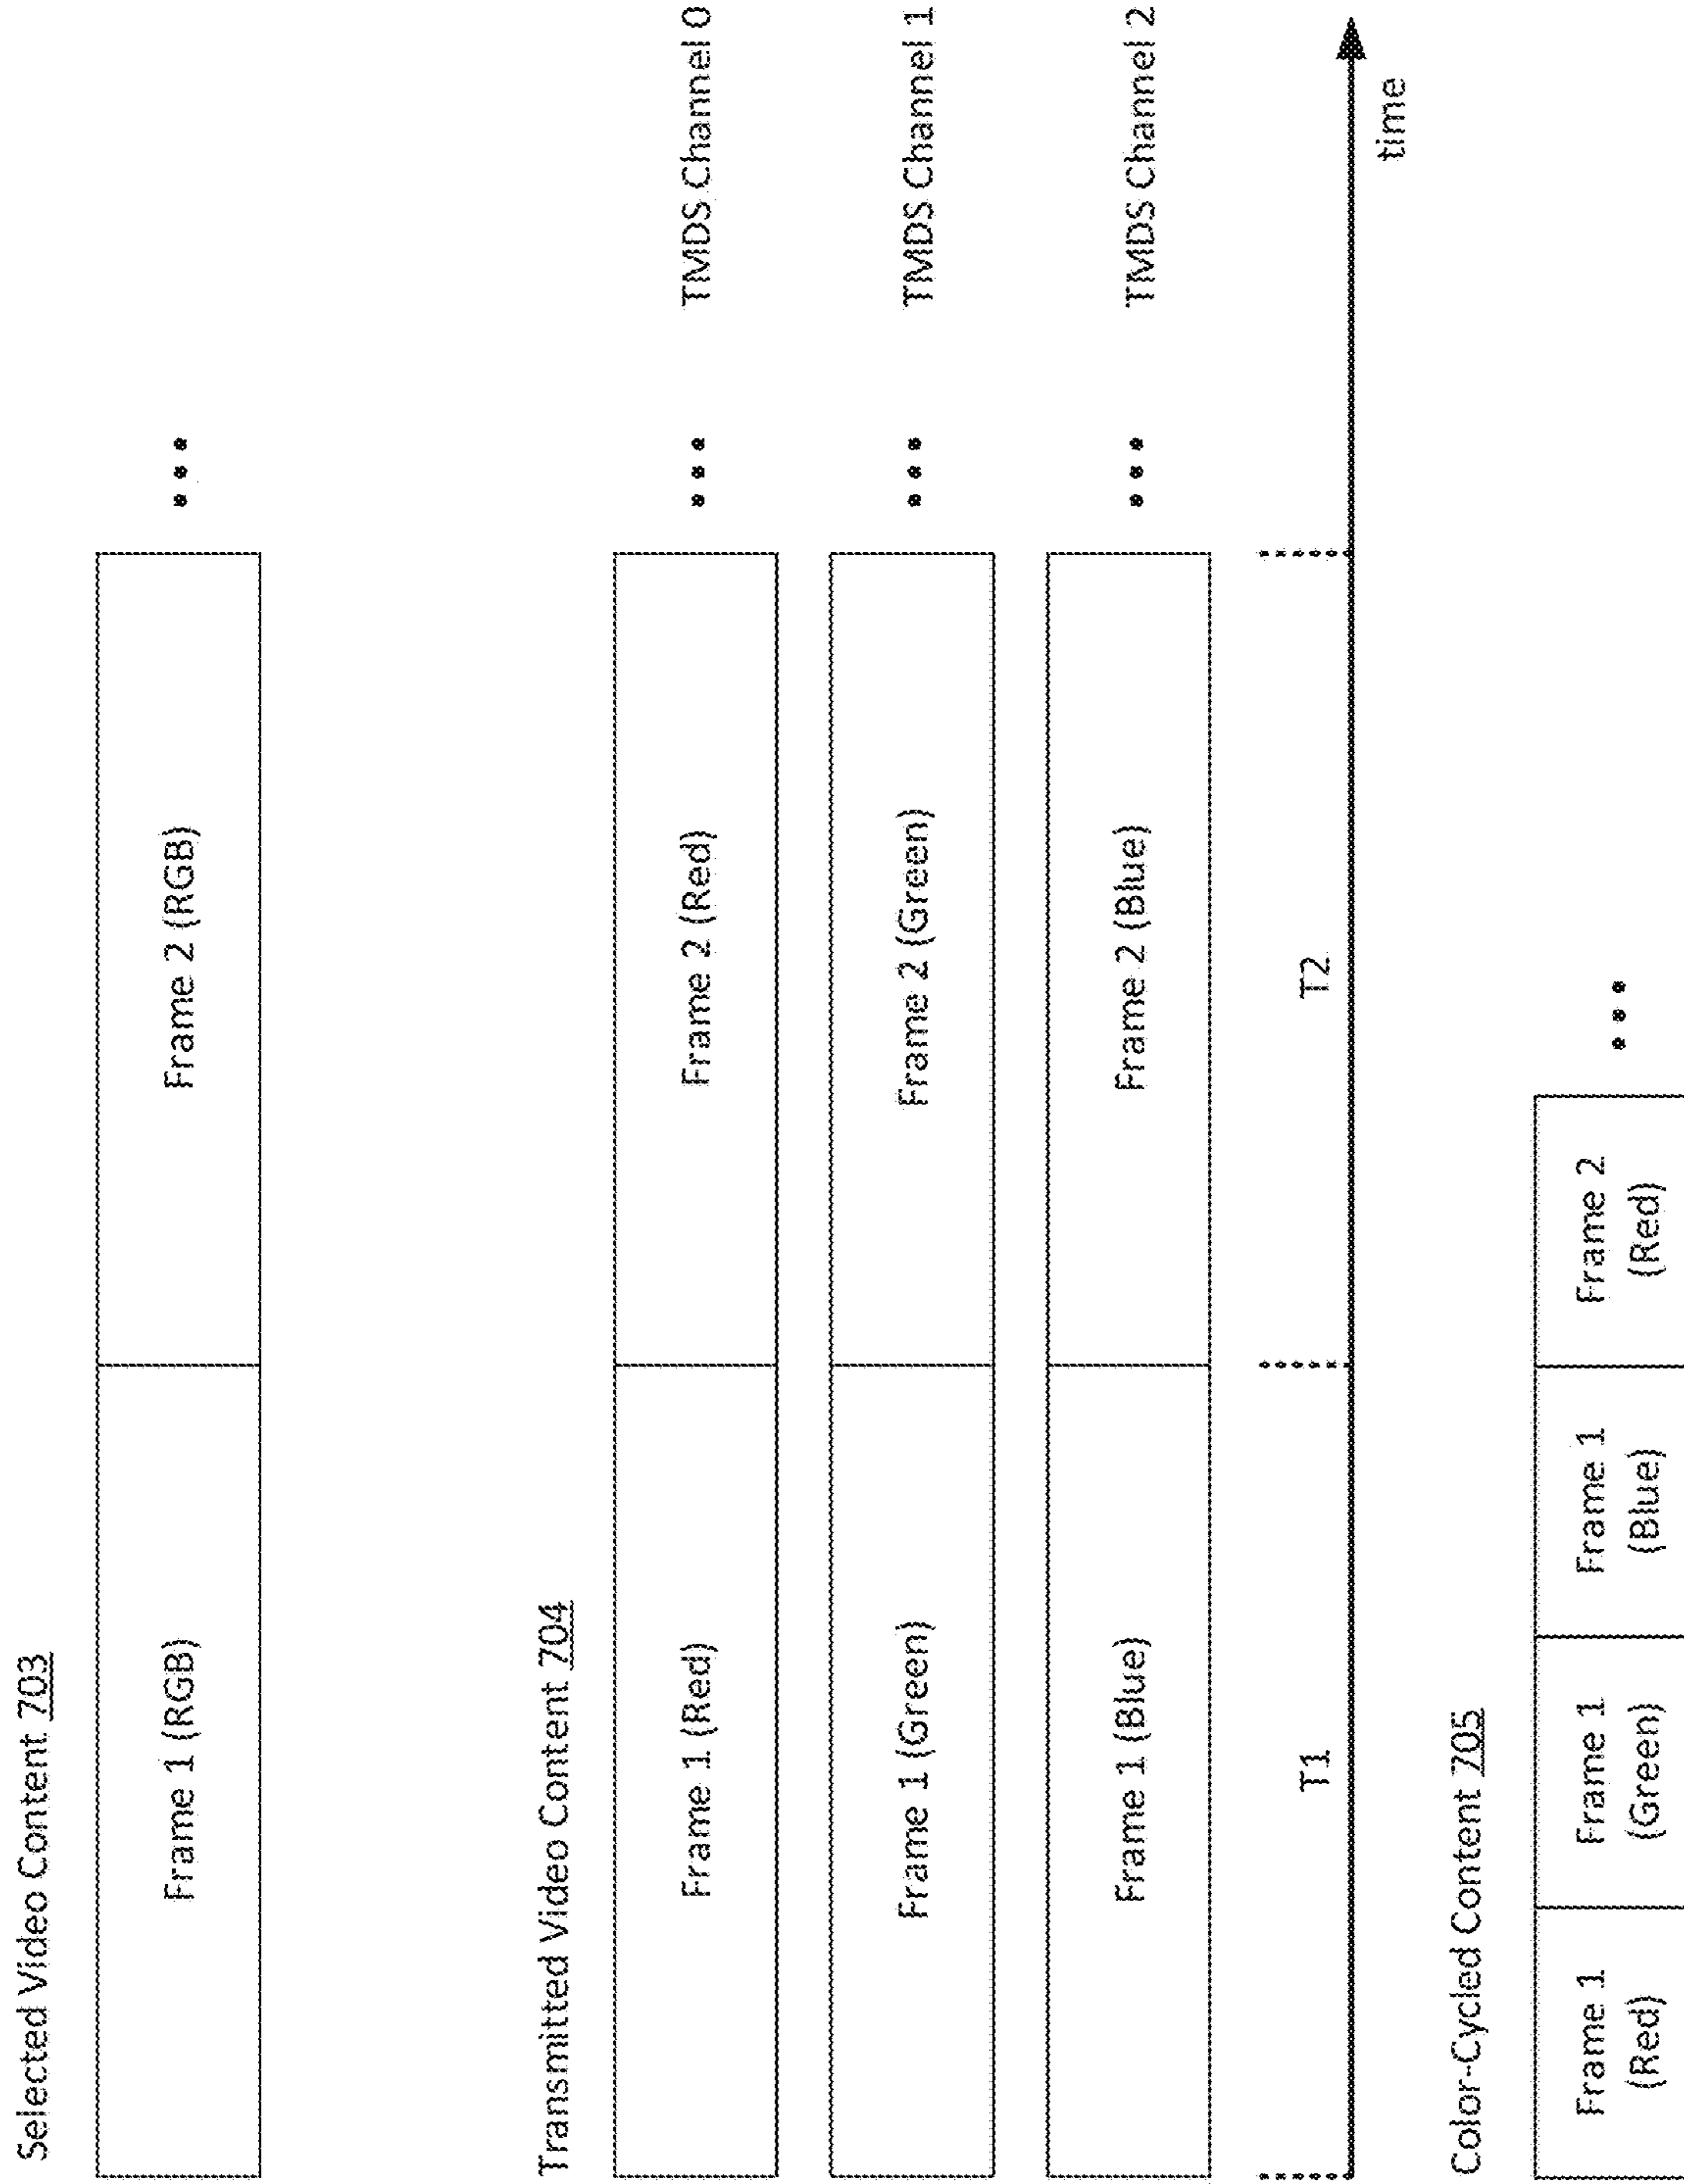 Selected Video Content 703
Frame 1 (RGB)
Frame 2 (RGB)
Transmitted Video Content 704
Frame 1 (Red)
Frame 2 (Red)
TMDS Channel 0
Frame 1 (Green)
Frame 2 (Green)
TMDS Channel 1
Frame 1 (Blue)
Frame 2 (Blue)
TMDS Channel 2
T1
T2
time
Color-Cycled Content 705
Frame 1
(Red)
Frame 1
(Green)
Frame 1
(Blue)
Frame 2
(Red)